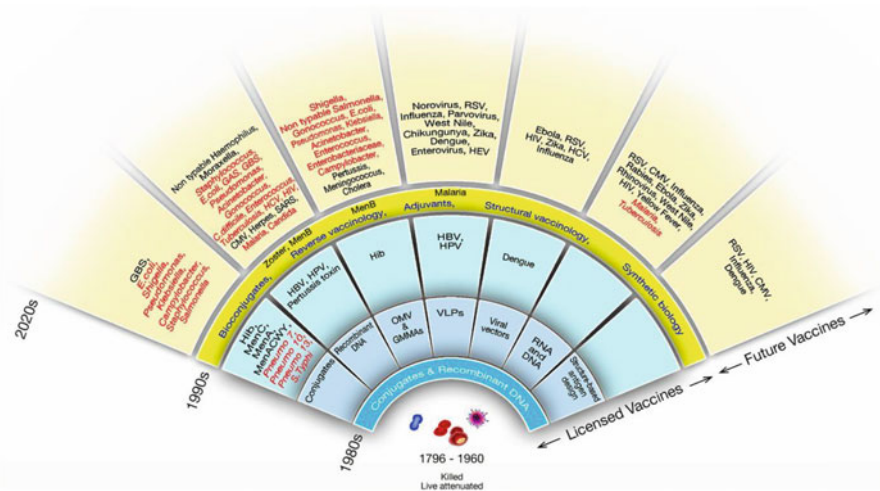 GBS,
E.coli,
Shigella,
Pseudomonas,
Klebsiella,
Campylobacter,
Staphylococcus,
Salmonella
Non typable Haemophilus,
Moraxella,
Staphylococcus,
E.coli, GAS, GBS,
Pseudomonas,
Acinetobacter,
Gonococcus,
C.difficile, Enterococcus,
Tuberculosis, HCV, HIV,
CMV, Herpes, SARS,
Malaria, Candida
Shigella,
Non typable Salmonella,
Gonococcus, E.coli,
Pseudomonas, Klebsiella,
Acinetobacter,
Enterococcus,
Enterobacteriaceae,
Campylobacter,
Pertussis,
Meningococcus,
Cholera
Norovirus, RSV,
Influenza, Parvovirus,
West Nile,
Chikungunya, Zika,
Dengue,
Enterovirus, HEV
Ebola, RSV,
HIV, Zika, HCV,
Influenza
RSV, CMV, Influenza,
Rabies, Ebola, Zika,
Rhinovirus, West Nile,
HIV, Yellow Fever,
Malaria,
Tuberculosis
RSV, HIV, CMV,
Influenza,
Dengue
2020s
Zoster, MenB
MenB
Malaria
Bioconjugates, Reverse vaccinology, Adjuvants, Structural vaccinology, Synthetic biology
1990s
Hib,
MenC,
MenA,
MenACWY,
Pneumo 7,
Pneumo 10,
Pneumo 13,
S.Typhi
HBV, HPV,
Pertussis toxin
Hib
HBV,
HPV
Dengue
Conjugates
Recombinant
DNA
OMV
&
GMMAs
VLPs
Viral
vectors
RNA
and
DNA
Structure-based
antigen
design
Conjugates & Recombinant DNA
1980s
Licensed Vaccines
Future Vaccines
1796 - 1960
Killed
Live attenuated